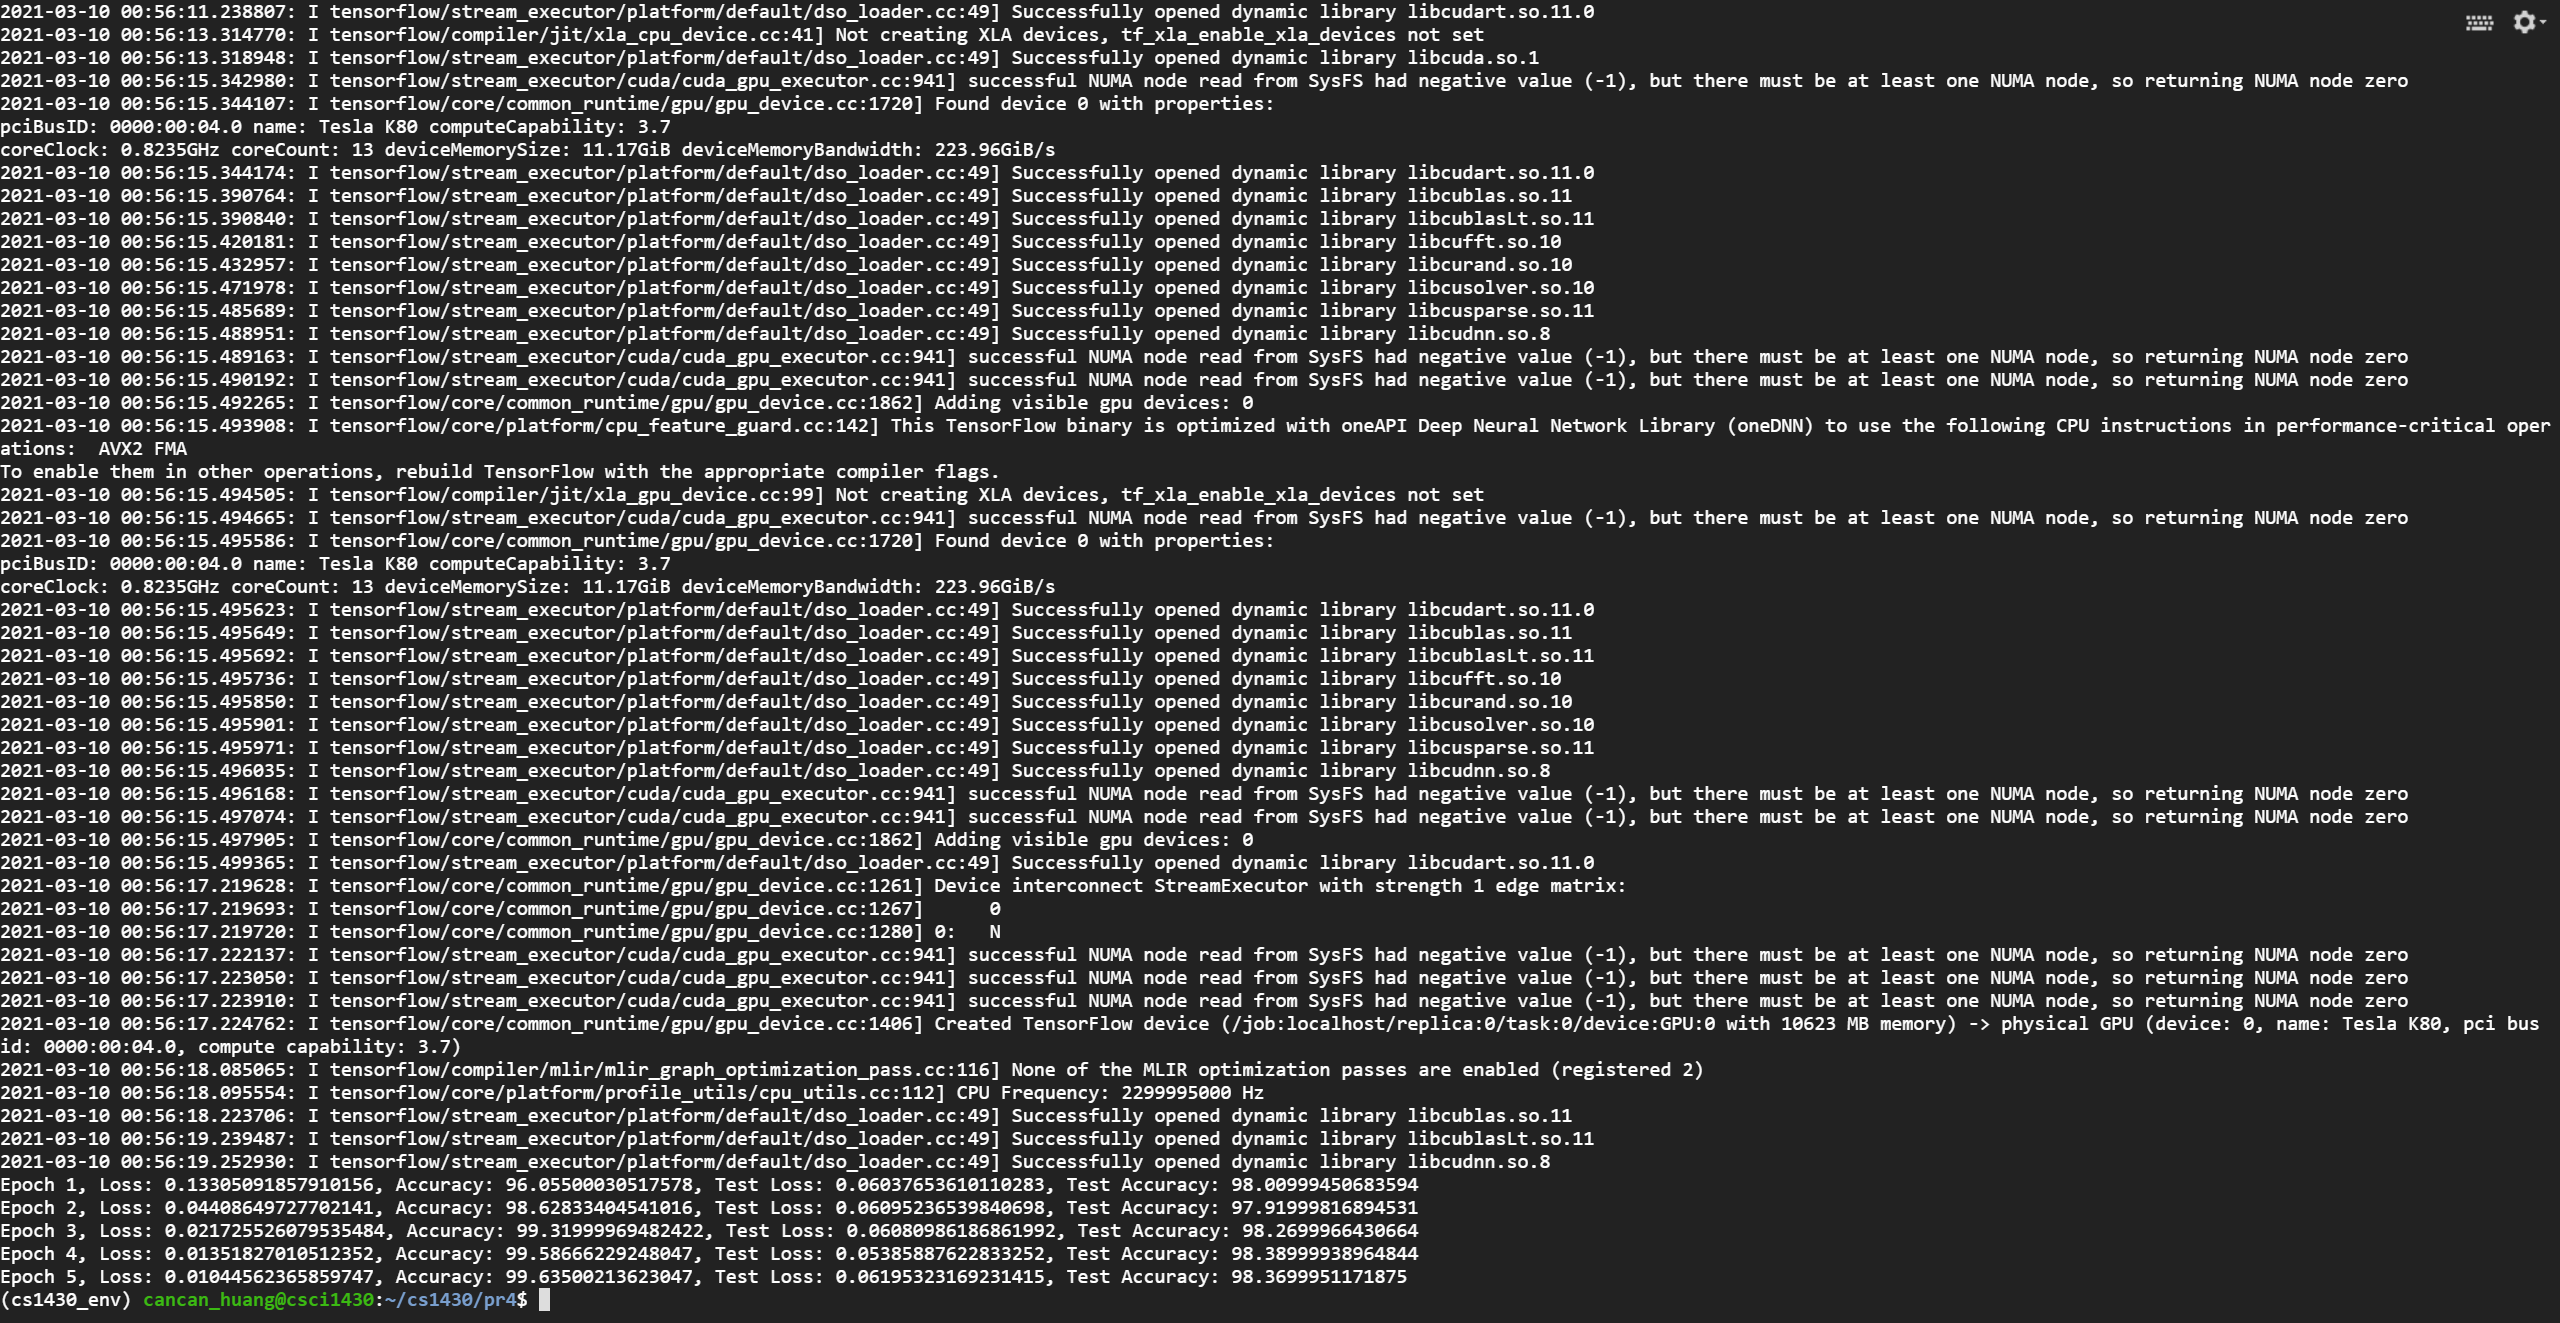 2021-03-10 00:56:11.238807: I tensorflow/stream_executor/platform/default/dso_loader.cc:49] Successfully opened dynamic library libcudart.so.11.0
2021-03-10 00:56:13.314770: I tensorflow/compiler/jit/xla_cpu_device.cc:41] Not creating XLA devices, tf_xla_enable_xla_devices not set
2021-03-10 00:56:13.318948: I tensorflow/stream_executor/platform/default/dso_loader.cc:49] Successfully opened dynamic library libcuda.so.1
2021-03-10 00:56:15.342980: I tensorflow/stream_executor/cuda/cuda_gpu_executor.cc:941] successful NUMA node read from SysFS had negative value (-1), but there must be at least one NUMA node, so returning NUMA node zero
2021-03-10 00:56:15.344107: I tensorflow/core/common_runtime/gpu/gpu_device.cc:1720] Found device 0 with properties:
pciBusID: 0000:00:04.0 name: Tesla K80 computeCapability: 3.7
coreClock: 0.8235GHz coreCount: 13 deviceMemorySize: 11.17GiB deviceMemoryBandwidth: 223.96GiB/s
2021-03-10 00:56:15.344174: I tensorflow/stream_executor/platform/default/dso_loader.cc:49] Successfully opened dynamic library libcudart.so.11.0
2021-03-10 00:56:15.390764: I tensorflow/stream_executor/platform/default/dso_loader.cc:49] Successfully opened dynamic library libcublas.so.11
2021-03-10 00:56:15.390840: I tensorflow/stream_executor/platform/default/dso_loader.cc:49] Successfully opened dynamic library libcublasLt.so.11
2021-03-10 00:56:15.420181: I tensorflow/stream_executor/platform/default/dso_loader.cc:49] Successfully opened dynamic library libcufft.so.10
2021-03-10 00:56:15.432957: I tensorflow/stream_executor/platform/default/dso_loader.cc:49] Successfully opened dynamic library libcurand.so.10
2021-03-10 00:56:15.471978: I tensorflow/stream_executor/platform/default/dso_loader.cc:49] Successfully opened dynamic library libcusolver.so.10
2021-03-10 00:56:15.485689: I tensorflow/stream_executor/platform/default/dso_loader.cc:49] Successfully opened dynamic library libcusparse.so.11
2021-03-10 00:56:15.488951: I tensorflow/stream_executor/platform/default/dso_loader.cc:49] Successfully opened dynamic library libcudnn.so.8
2021-03-10 00:56:15.489163: I tensorflow/stream_executor/cuda/cuda_gpu_executor.cc:941] successful NUMA node read from SysFS had negative value (-1), but there must be at least one NUMA node, so returning NUMA node zero
2021-03-10 00:56:15.490192: I tensorflow/stream_executor/cuda/cuda_gpu_executor.cc:941] successful NUMA node read from SysFS had negative value (-1), but there must be at least one NUMA node, so returning NUMA node zero
2021-03-10 00:56:15.492265: I tensorflow/core/common_runtime/gpu/gpu_device.cc:1862] Adding visible gpu devices: 0
2021-03-10 00:56:15.493908: I tensorflow/core/platform/cpu_feature_guard.cc:142] This TensorFlow binary is optimized with oneAPI Deep Neural Network Library (oneDNN) to use the following CPU instructions in performance-critical oper
ations:  AVX2 FMA
To enable them in other operations, rebuild TensorFlow with the appropriate compiler flags.
2021-03-10 00:56:15.494505: I tensorflow/compiler/jit/xla_gpu_device.cc:99] Not creating XLA devices, tf_xla_enable_xla_devices not set
2021-03-10 00:56:15.494665: I tensorflow/stream_executor/cuda/cuda_gpu_executor.cc:941] successful NUMA node read from SysFS had negative value (-1), but there must be at least one NUMA node, so returning NUMA node zero
2021-03-10 00:56:15.495586: I tensorflow/core/common_runtime/gpu/gpu_device.cc:1720] Found device 0 with properties:
pciBusID: 0000:00:04.0 name: Tesla K80 computeCapability: 3.7
coreClock: 0.8235GHz coreCount: 13 deviceMemorySize: 11.17GiB deviceMemoryBandwidth: 223.96GiB/s
2021-03-10 00:56:15.495623: I tensorflow/stream_executor/platform/default/dso_loader.cc:49] Successfully opened dynamic library libcudart.so.11.0
2021-03-10 00:56:15.495649: I tensorflow/stream_executor/platform/default/dso_loader.cc:49] Successfully opened dynamic library libcublas.so.11
2021-03-10 00:56:15.495692: I tensorflow/stream_executor/platform/default/dso_loader.cc:49] Successfully opened dynamic library libcublasLt.so.11
2021-03-10 00:56:15.495736: I tensorflow/stream_executor/platform/default/dso_loader.cc:49] Successfully opened dynamic library libcufft.so.10
2021-03-10 00:56:15.495850: I tensorflow/stream_executor/platform/default/dso_loader.cc:49] Successfully opened dynamic library libcurand.so.10
2021-03-10 00:56:15.495901: I tensorflow/stream_executor/platform/default/dso_loader.cc:49] Successfully opened dynamic library libcusolver.so.10
2021-03-10 00:56:15.495971: I tensorflow/stream_executor/platform/default/dso_loader.cc:49] Successfully opened dynamic library libcusparse.so.11
2021-03-10 00:56:15.496035: I tensorflow/stream_executor/platform/default/dso_loader.cc:49] Successfully opened dynamic library libcudnn.so.8
2021-03-10 00:56:15.496168: I tensorflow/stream_executor/cuda/cuda_gpu_executor.cc:941] successful NUMA node read from SysFS had negative value (-1), but there must be at least one NUMA node, so returning NUMA node zero
2021-03-10 00:56:15.497074: I tensorflow/stream_executor/cuda/cuda_gpu_executor.cc:941] successful NUMA node read from SysFS had negative value (-1), but there must be at least one NUMA node, so returning NUMA node zero
2021-03-10 00:56:15.497905: I tensorflow/core/common_runtime/gpu/gpu_device.cc:1862] Adding visible gpu devices: 0
2021-03-10 00:56:15.499365: I tensorflow/stream_executor/platform/default/dso_loader.cc:49] Successfully opened dynamic library libcudart.so.11.0
2021-03-10 00:56:17.219628: I tensorflow/core/common_runtime/gpu/gpu_device.cc:1261] Device interconnect StreamExecutor with strength 1 edge matrix:
2021-03-10 00:56:17.219693: I tensorflow/core/common_runtime/gpu/gpu_device.cc:1267]      0
2021-03-10 00:56:17.219720: I tensorflow/core/common_runtime/gpu/gpu_device.cc:1280] 0:   N
2021-03-10 00:56:17.222137: I tensorflow/stream_executor/cuda/cuda_gpu_executor.cc:941] successful NUMA node read from SysFS had negative value (-1), but there must be at least one NUMA node, so returning NUMA node zero
2021-03-10 00:56:17.223050: I tensorflow/stream_executor/cuda/cuda_gpu_executor.cc:941] successful NUMA node read from SysFS had negative value (-1), but there must be at least one NUMA node, so returning NUMA node zero
2021-03-10 00:56:17.223910: I tensorflow/stream_executor/cuda/cuda_gpu_executor.cc:941] successful NUMA node read from SysFS had negative value (-1), but there must be at least one NUMA node, so returning NUMA node zero
2021-03-10 00:56:17.224762: I tensorflow/core/common_runtime/gpu/gpu_device.cc:1406] Created TensorFlow device (/job:localhost/replica:0/task:0/device:GPU:0 with 10623 MB memory) -> physical GPU (device: 0, name: Tesla K80, pci bus
id: 0000:00:04.0, compute capability: 3.7)
2021-03-10 00:56:18.085065: I tensorflow/compiler/mlir/mlir_graph_optimization_pass.cc:116] None of the MLIR optimization passes are enabled (registered 2)
2021-03-10 00:56:18.095554: I tensorflow/core/platform/profile_utils/cpu_utils.cc:112] CPU Frequency: 2299995000 Hz
2021-03-10 00:56:18.223706: I tensorflow/stream_executor/platform/default/dso_loader.cc:49] Successfully opened dynamic library libcublas.so.11
2021-03-10 00:56:19.239487: I tensorflow/stream_executor/platform/default/dso_loader.cc:49] Successfully opened dynamic library libcublasLt.so.11
2021-03-10 00:56:19.252930: I tensorflow/stream_executor/platform/default/dso_loader.cc:49] Successfully opened dynamic library libcudnn.so.8
Epoch 1, Loss: 0.13305091857910156, Accuracy: 96.05500030517578, Test Loss: 0.06037653610110283, Test Accuracy: 98.00999450683594
Epoch 2, Loss: 0.04408649727702141, Accuracy: 98.62833404541016, Test Loss: 0.06095236539840698, Test Accuracy: 97.91999816894531
Epoch 3, Loss: 0.021725526079535484, Accuracy: 99.31999969482422, Test Loss: 0.06080986186861992, Test Accuracy: 98.2699966430664
Epoch 4, Loss: 0.01351827010512352, Accuracy: 99.58666229248047, Test Loss: 0.05385887622833252, Test Accuracy: 98.38999938964844
Epoch 5, Loss: 0.01044562365859747, Accuracy: 99.63500213623047, Test Loss: 0.06195323169231415, Test Accuracy: 98.3699951171875
(cs1430_env) cancan_huang@csci1430:~/cs1430/pr4$